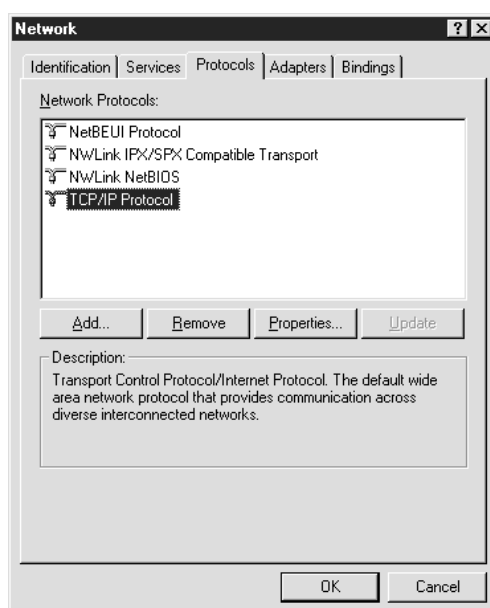 Network
Identification Services Protocols Adapters Bindings
Network Protocols:
NetBEUI Protocol
NWLink IPX/SPX Compatible Transport
NWLink NetBIOS
TCP/IP Protocol
Add... Remove Properties... Update
Description:
Transport Control Protocol/Internet Protocol. The default wide
area network protocol that provides communication across
diverse interconnected networks.
OK Cancel